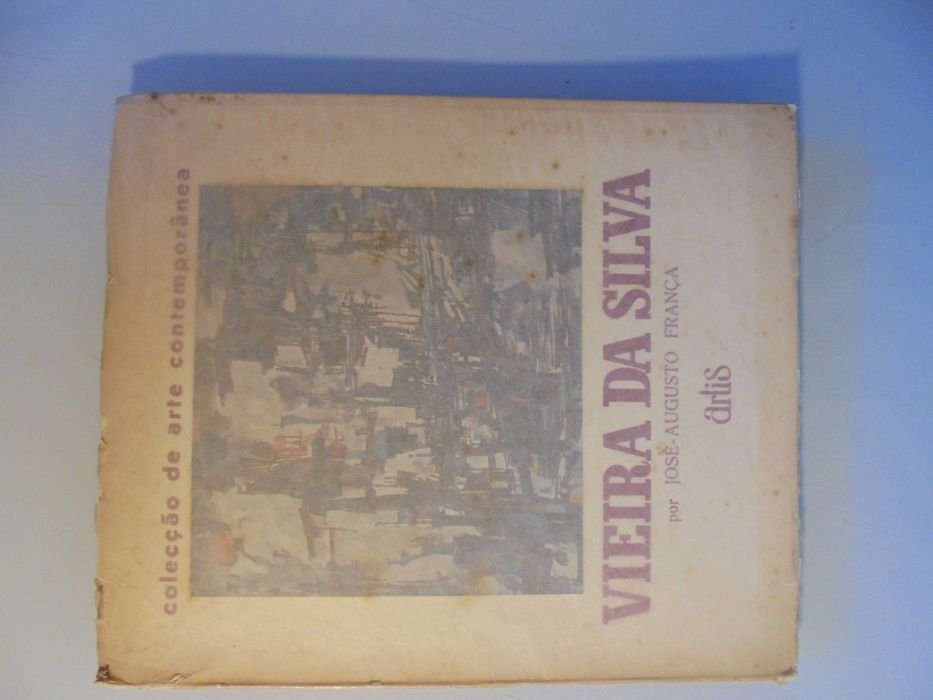 colecção de arte contemporânea
VIEIRA DA SILVA
por JOSÉ-AUGUSTO FRANÇA
artis